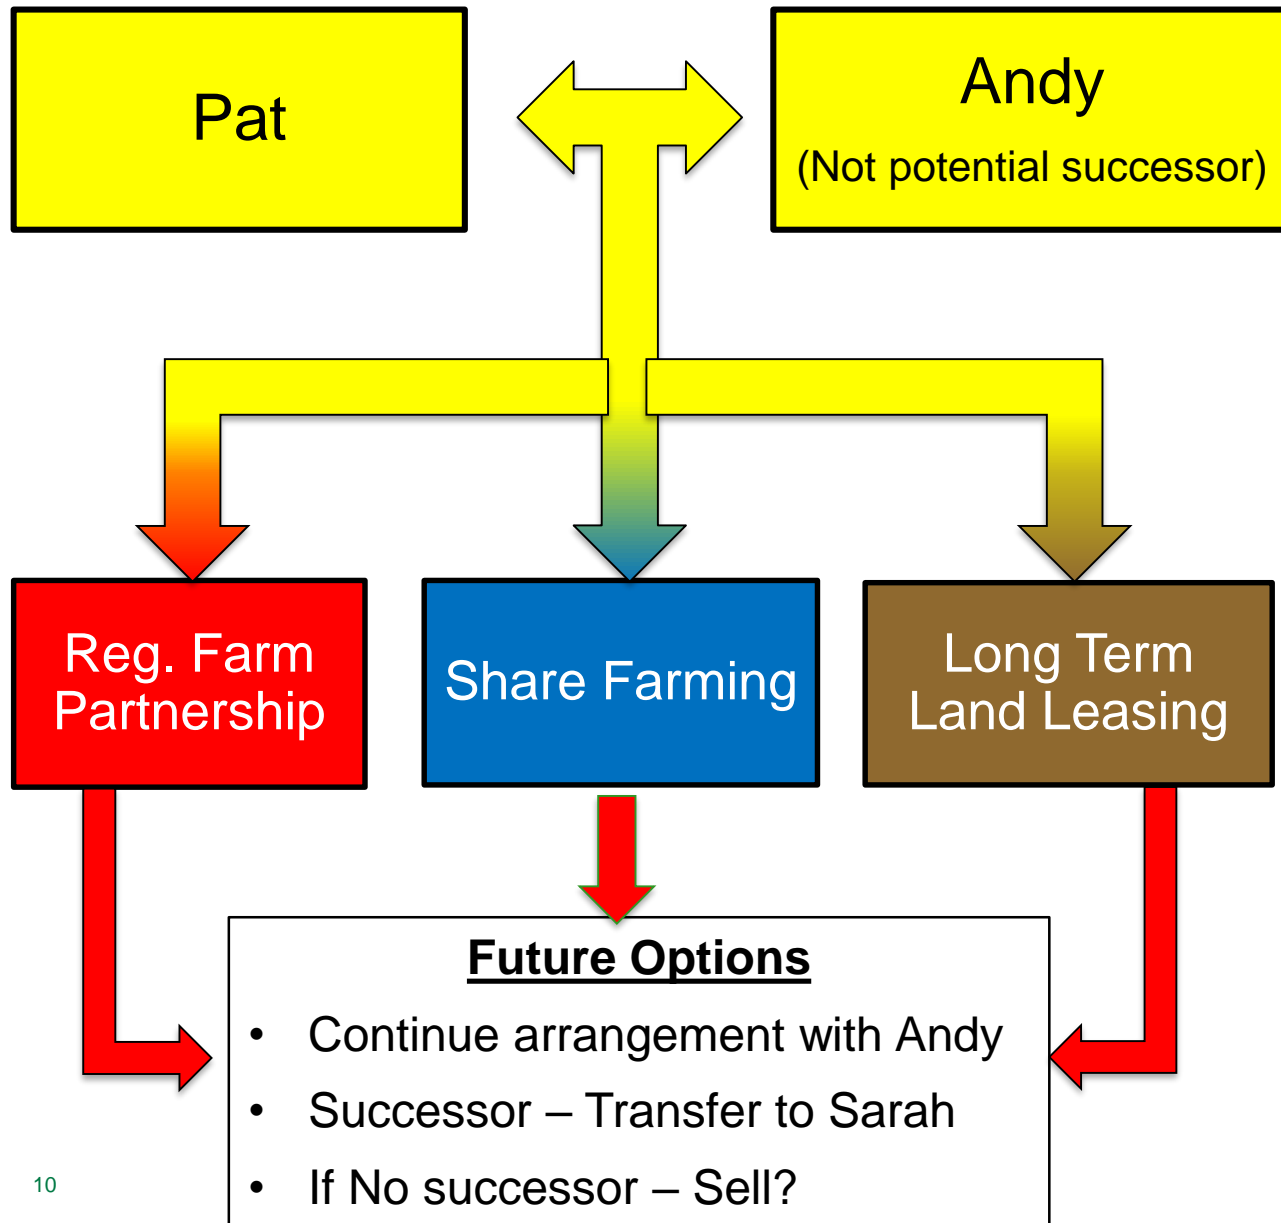 Pat
Andy
(Not potential successor)
Reg. Farm
Partnership
Share Farming
Long Term
Land Leasing
Future Options
• Continue arrangement with Andy
• Successor – Transfer to Sarah
• If No successor – Sell?
10